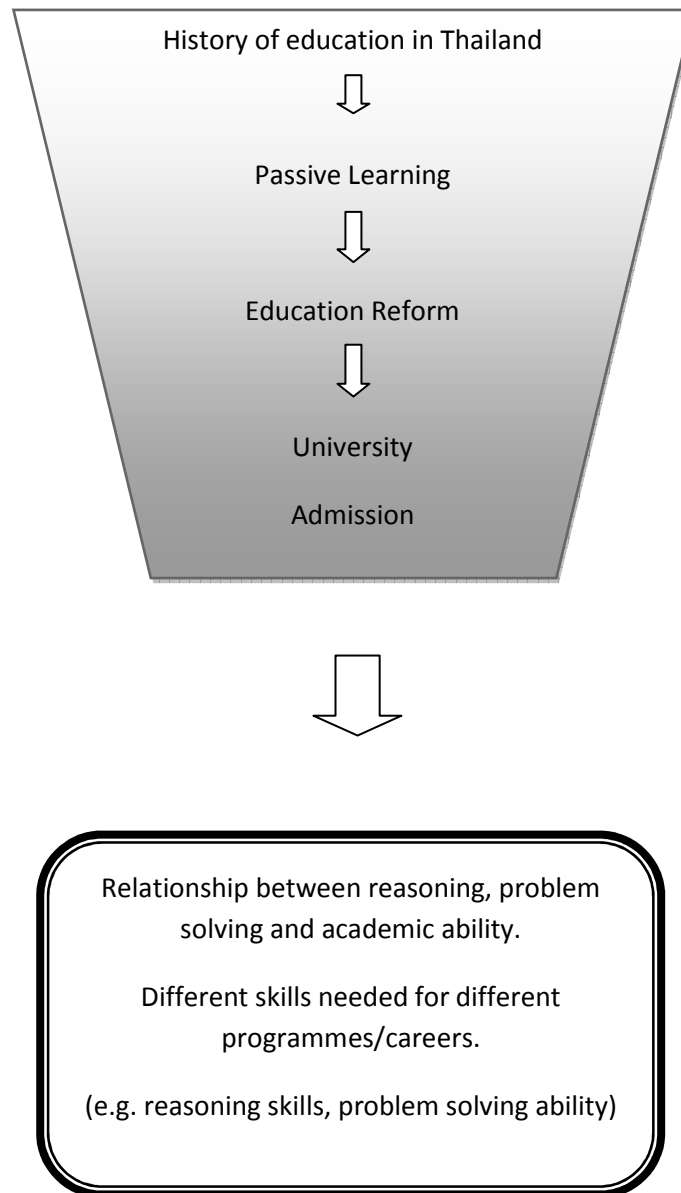 History of education in Thailand
Passive Learning
Education Reform
University
Admission
Relationship between reasoning, problem
solving and academic ability.
Different skills needed for different
programmes/careers.
(e.g. reasoning skills, problem solving ability)